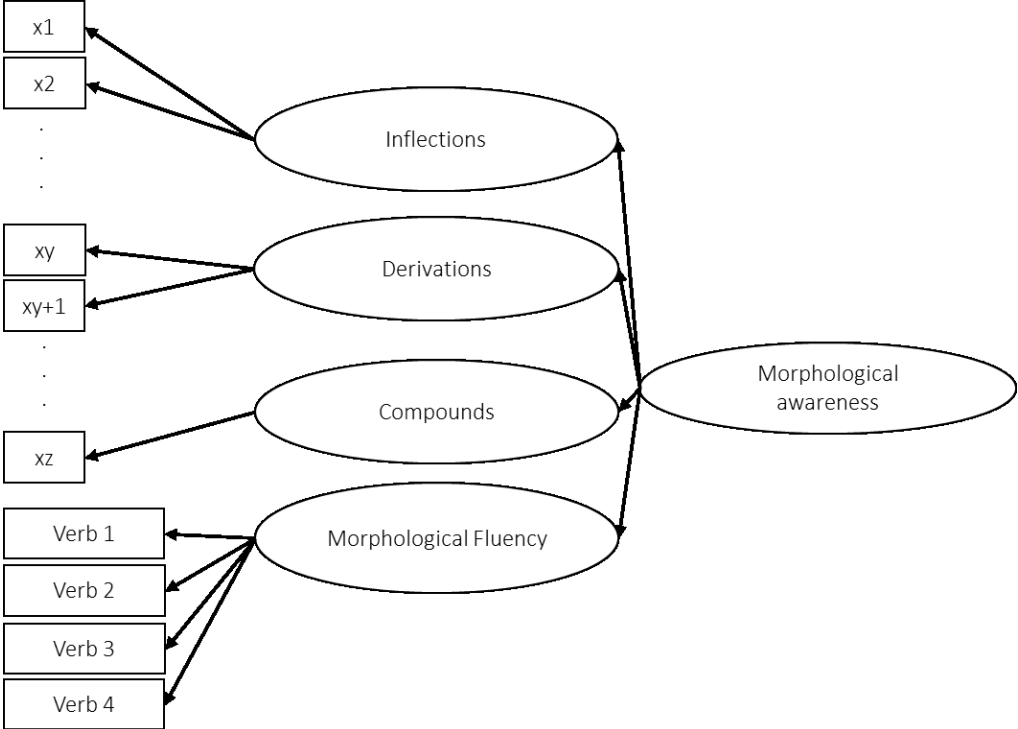 x1
x2
.
.
.
xy
xy+1
.
.
.
xz
Verb 1
Verb 2
Verb 3
Verb 4
Inflections
Derivations
Compounds
Morphological Fluency
Morphological
awareness